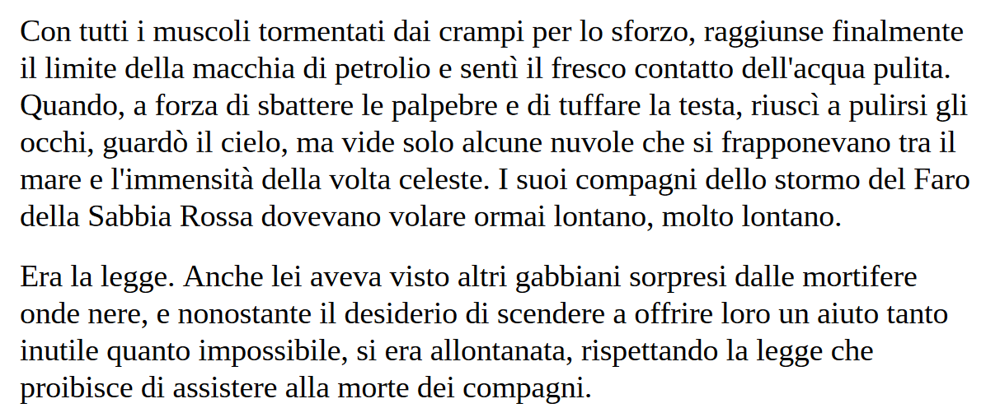 Con tutti i muscoli tormentati dai crampi per lo sforzo, raggiunse finalmente
il limite della macchia di petrolio e sentì il fresco contatto dell'acqua pulita.
Quando, a forza di sbattere le palpebre e di tuffare la testa, riuscì a pulirsi gli
occhi, guardò il cielo, ma vide solo alcune nuvole che si frapponevano tra il
mare e l'immensità della volta celeste. I suoi compagni dello stormo del Faro
della Sabbia Rossa dovevano volare ormai lontano, molto lontano.
Era la legge. Anche lei aveva visto altri gabbiani sorpresi dalle mortifere
onde nere, e nonostante il desiderio di scendere a offrire loro un aiuto tanto
inutile quanto impossibile, si era allontanata, rispettando la legge che
proibisce di assistere alla morte dei compagni.